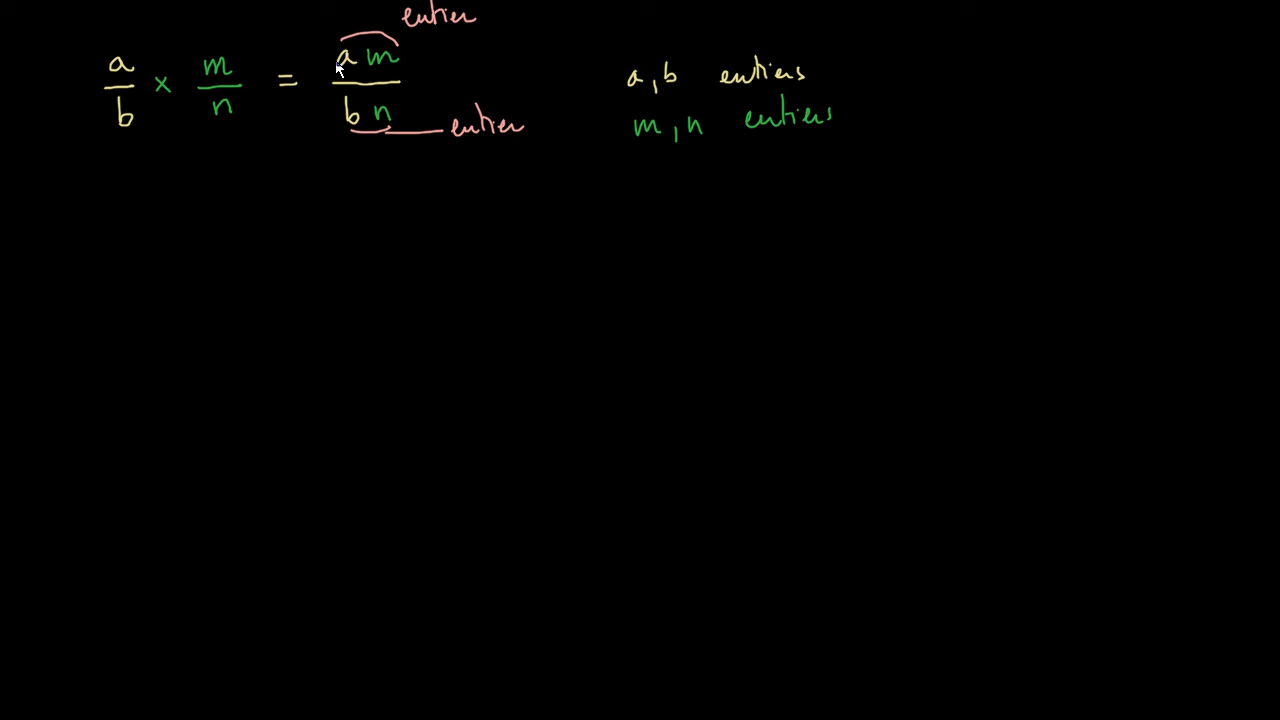 entier
a/b × m/n = am/bn
entier
a, b entiers
m, n entiers